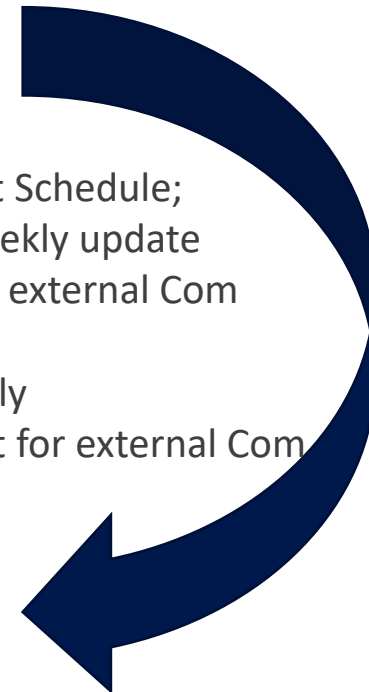 t Schedule;
ekly update
external Com
ly
t for external Com